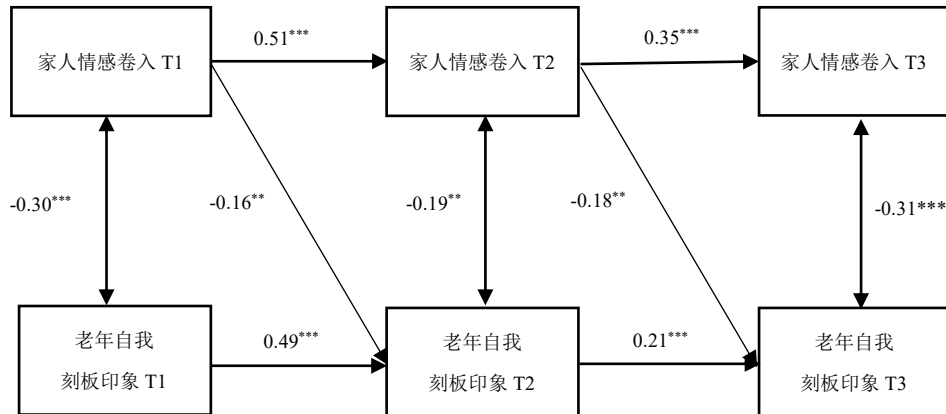 0.51***
0.35***
家人情感卷入 T1
家人情感卷入 T2
家人情感卷入 T3
-0.30***
-0.16**
-0.19**
-0.18**
-0.31***
老年自我
刻板印象 T1
0.49***
老年自我
刻板印象 T2
0.21***
老年自我
刻板印象 T3